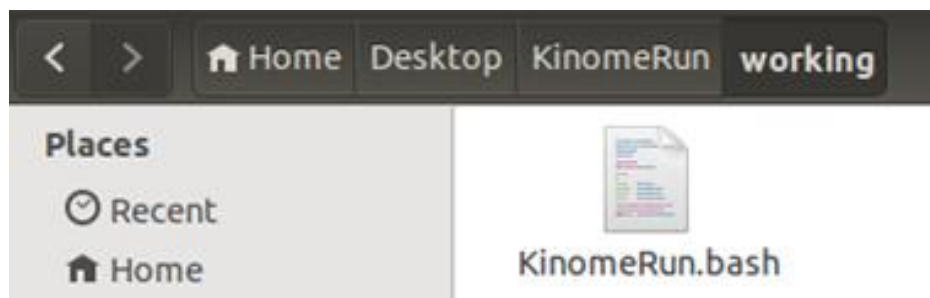 Home Desktop KinomeRun working
Places
Recent
Home
KinomeRun.bash